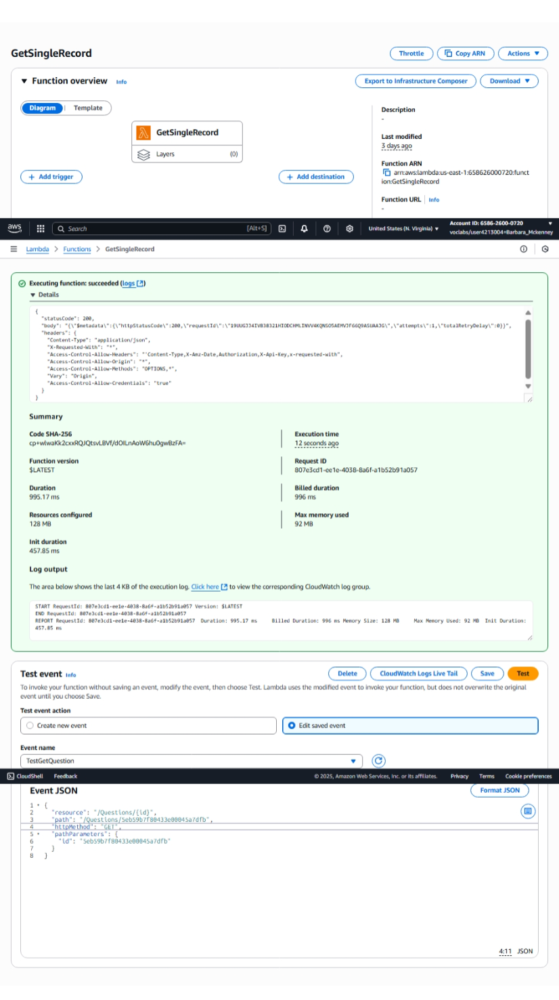 GetSingleRecord
Throttle
Copy ARN
Actions ▼
▼ Function overview Info
Export to Infrastructure Composer
Download ▼
Diagram
Template
GetSingleRecord
Layers (0)
+ Add trigger
+ Add destination
Description
-
Last modified
3 days ago
Function ARN
arn:aws:lambda:us-east-1:658626000720:funct
ion:GetSingleRecord
Function URL Info
-
aws
Search [Alt+S]
United States (N. Virginia) ▼
Account ID: 6586-2600-0720 ▼
voclabs/user4213004=Barbara_Mckenney
Lambda > Functions > GetSingleRecord
Executing function: succeeded (logs)
▼ Details
{
"statusCode": 200,
"headers": {
"Content-Type": "application/json",
"X-Requested-With": "*",
"Access-Control-Allow-Headers": "'Content-Type,X-Amz-Date,Authorization,X-Api-Key,x-requested-with",
"Access-Control-Allow-Origin": "*",
"Access-Control-Allow-Methods": "OPTIONS,*",
"Vary": "Origin",
"Access-Control-Allow-Credentials": "true"
}
}
Summary
Code SHA-256
Execution time
12 seconds ago
Function version
$LATEST
Request ID
807e3cd1-ee1e-4038-8a6f-a1b52b91a057
Duration
995.17 ms
Billed duration
996 ms
Resources configured
128 MB
Max memory used
92 MB
Init duration
457.85 ms
Log output
The area below shows the last 4 KB of the execution log. Click here to view the corresponding CloudWatch log group.
START RequestId: 807e3cd1-ee1e-4038-8a6f-a1b52b91a057 Version: $LATEST
END RequestId: 807e3cd1-ee1e-4038-8a6f-a1b52b91a057
REPORT RequestId: 807e3cd1-ee1e-4038-8a6f-a1b52b91a057 Duration: 995.17 ms Billed Duration: 996 ms Memory Size: 128 MB Max Memory Used: 92 MB Init Duration:
457.85 ms
Test event Info
Delete
CloudWatch Logs Live Tail
Save
Test
To invoke your function without saving an event, modify the event, then choose Test. Lambda uses the modified event to invoke your function, but does not overwrite the original
event until you choose Save.
Test event action
Create new event
Edit saved event
Event name
TestGetQuestion
CloudShell Feedback © 2025, Amazon Web Services, Inc. or its affiliates. Privacy Terms Cookie preferences
Event JSON
Format JSON
1 {
2 "resource": "/Questions/{id}",
3 "path": "/Questions/5eb59b7f80433e00045a7dfb",
4 "httpMethod": "GET",
5 "pathParameters": {
6 "id": "5eb59b7f80433e00045a7dfb"
7 }
8 }
4:11 JSON